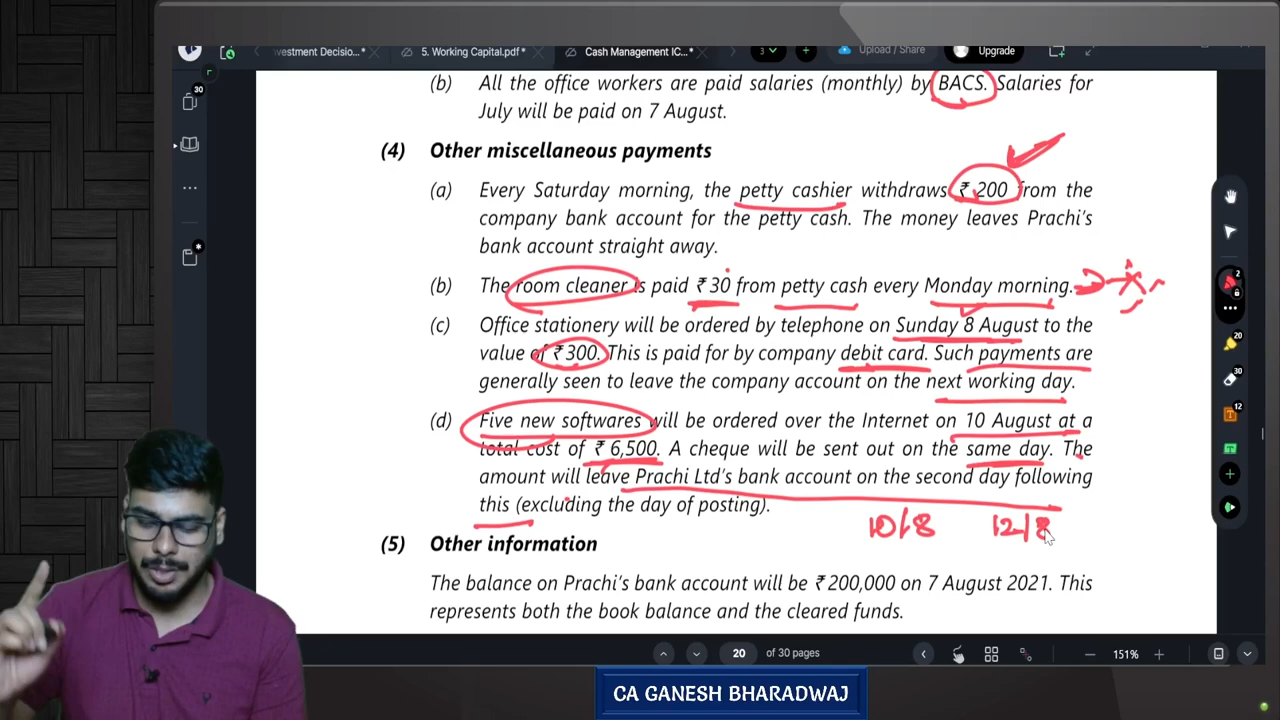 nvestment Decisio...*
5. Working Capital.pdf *
Cash Management IC...*
3
Upload / Share
Upgrade
30
(b) All the office workers are paid salaries (monthly) by BACS. Salaries for
July will be paid on 7 August.
(4) Other miscellaneous payments
(a) Every Saturday morning, the petty cashier withdraws ₹ 200 from the
company bank account for the petty cash. The money leaves Prachi's
bank account straight away.
(b) The room cleaner is paid ₹ 30 from petty cash every Monday morning.
(c) Office stationery will be ordered by telephone on Sunday 8 August to the
value of ₹ 300. This is paid for by company debit card. Such payments are
generally seen to leave the company account on the next working day.
(d) Five new softwares will be ordered over the Internet on 10 August at a
total cost of ₹ 6,500. A cheque will be sent out on the same day. The
amount will leave Prachi Ltd's bank account on the second day following
this (excluding the day of posting).
10/8 12/8
(5) Other information
The balance on Prachi's bank account will be ₹ 200,000 on 7 August 2021. This
represents both the book balance and the cleared funds.
2
20
30
12
20 of 30 pages
151%
CA GANESH BHARADWAJ